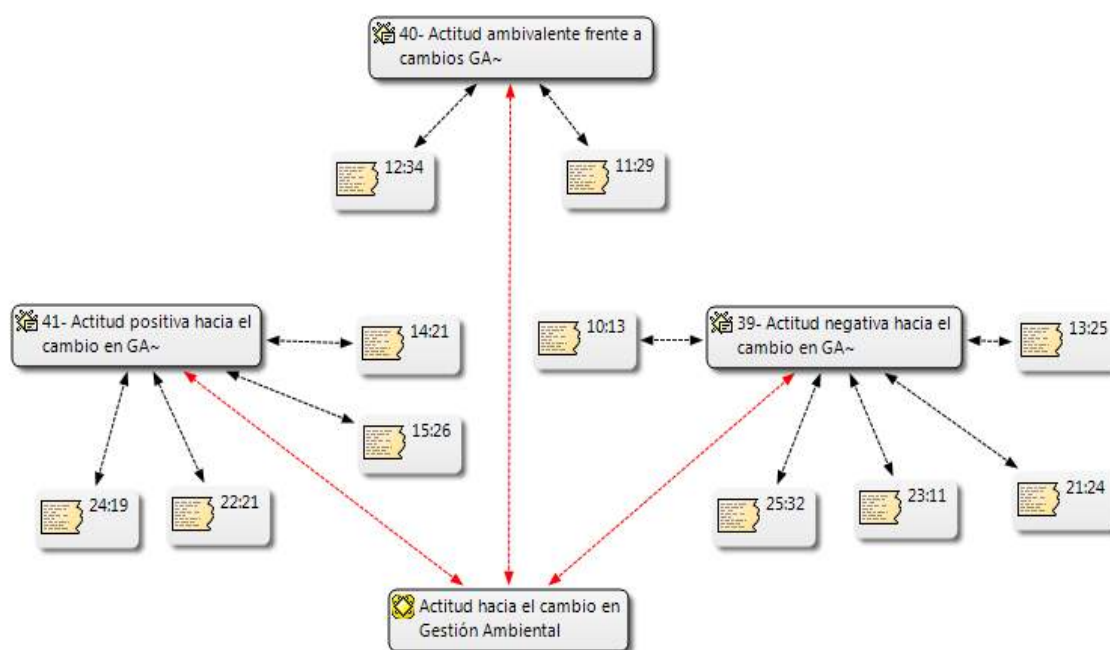 40- Actitud ambivalente frente a
cambios GA~
12:34
11:29
41- Actitud positiva hacia el
cambio en GA~
14:21
10:13
39- Actitud negativa hacia el
cambio en GA~
13:25
15:26
24:19
22:21
25:32
23:11
21:24
Actitud hacia el cambio en
Gestión Ambiental